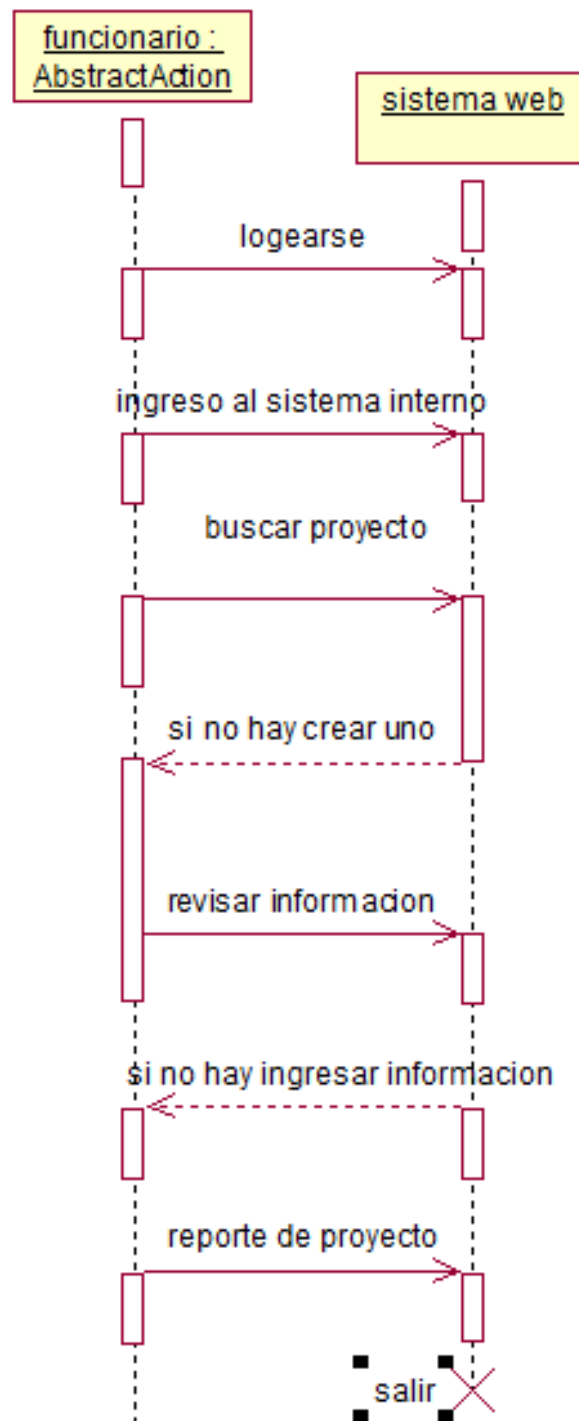 funcionario :
AbstractAction
sistema web
logearse
ingreso al sistema interno
buscar proyecto
si no hay crear uno
revisar informacion
si no hay ingresar informacion
reporte de proyecto
salir